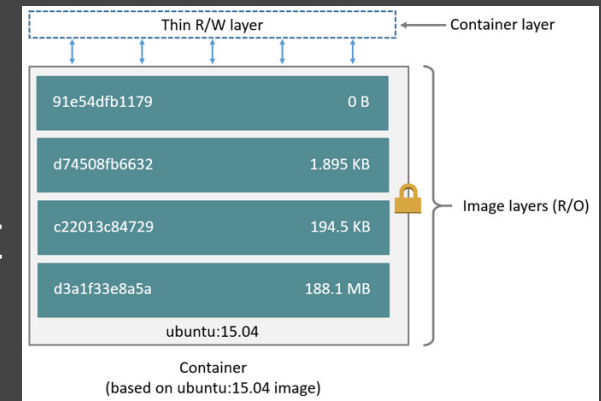 Thin R/W layer
Container layer
91e54dfb1179 0 B
d74508fb6632 1.895 KB
c22013c84729 194.5 KB
Image layers (R/O)
d3a1f33e8a5a 188.1 MB
ubuntu:15.04
Container
(based on ubuntu:15.04 image)